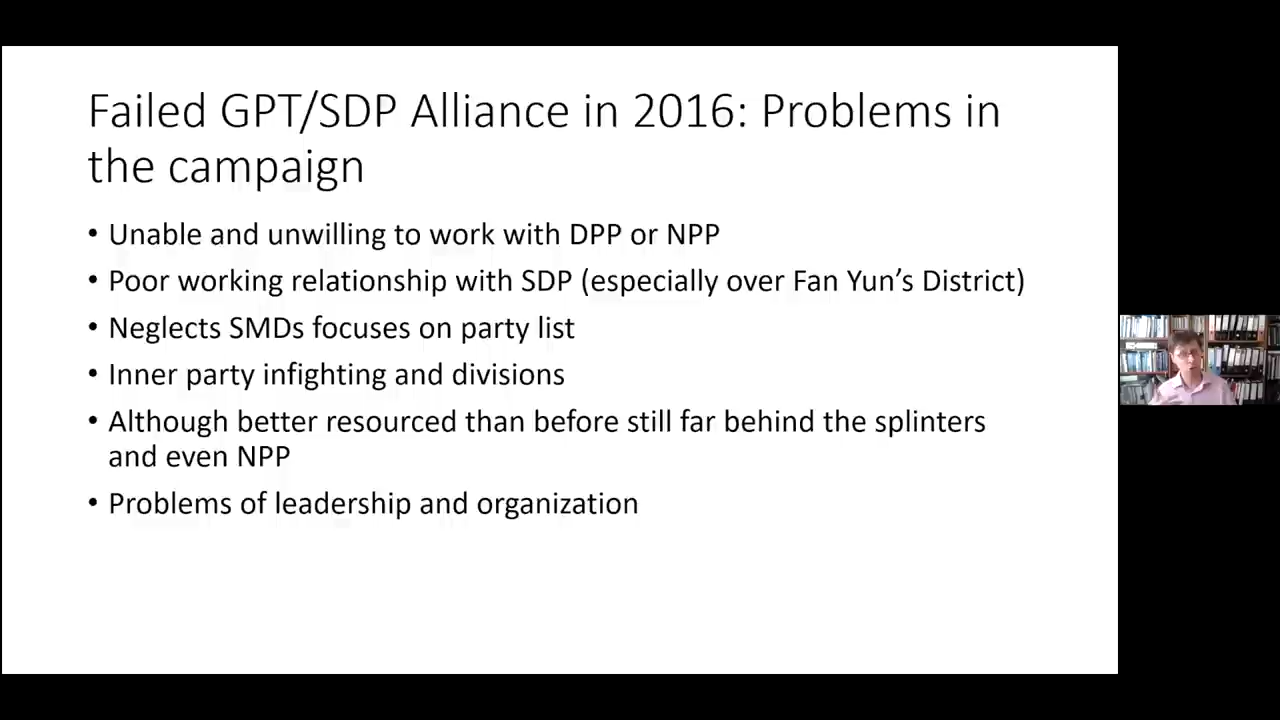 Failed GPT/SDP Alliance in 2016: Problems in
the campaign
• Unable and unwilling to work with DPP or NPP
• Poor working relationship with SDP (especially over Fan Yun’s District)
• Neglects SMDs focuses on party list
• Inner party infighting and divisions
• Although better resourced than before still far behind the splinters
and even NPP
• Problems of leadership and organization